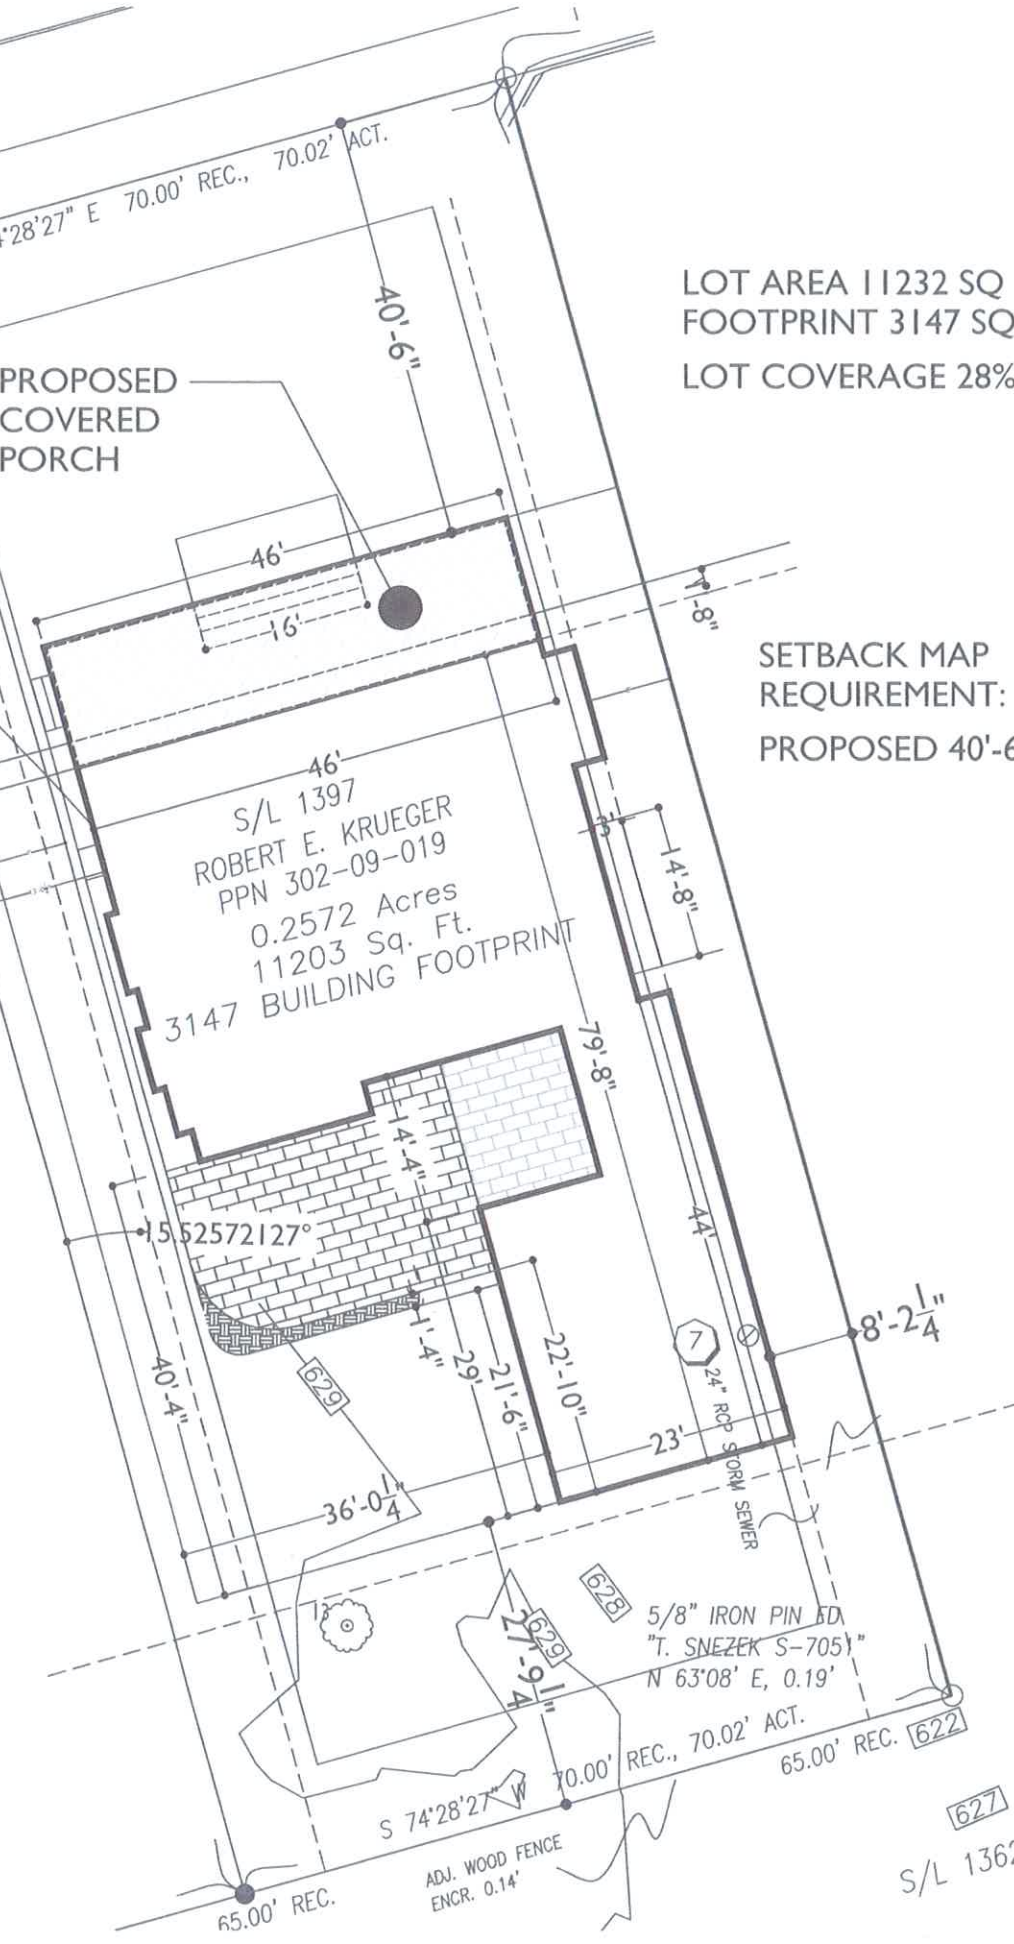 70.00' REC., 70.02' ACT.
°28'27" E
40'-6"
LOT AREA 11232 SQ
FOOTPRINT 3147 SQ
LOT COVERAGE 28%
PROPOSED
COVERED
PORCH
46'
16'
SETBACK MAP
REQUIREMENT:
PROPOSED 40'-6
46'
S/L 1397
ROBERT E. KRUEGER
PPN 302-09-019
0.2572 Acres
11203 Sq. Ft.
3147 BUILDING FOOTPRINT
3'
14'-8"
79'-8"
14'-4"
15.52572127°
44'
8'-2 1/4"
7
24" RCP STORM SEWER
40'-4"
629
1'-4"
29'
21'-6"
22'-10"
23'
36'-0 1/4"
13
628
629
27'-9 1/4"
5/8" IRON PIN FD
"T. SNEZEK S-7051"
N 63°08' E, 0.19'
S 74°28'27" W 70.00' REC., 70.02' ACT.
65.00' REC.
622
627
S/L 1362
ADJ. WOOD FENCE
ENCR. 0.14'
65.00' REC.